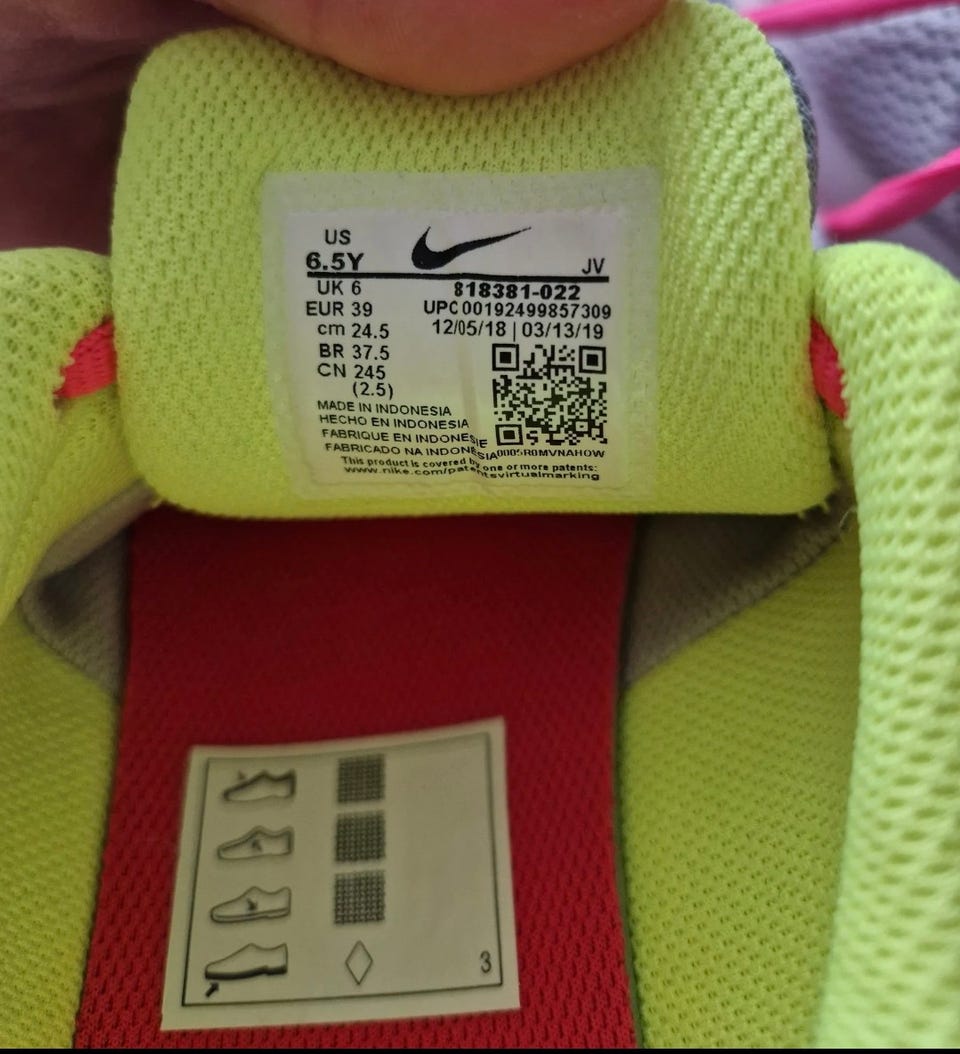 US
6.5Y
JV
UK 6
818381-022
EUR 39
UPC 00192499857309
cm 24.5
12/05/18 | 03/13/19
BR 37.5
CN 245
(2.5)
MADE IN INDONESIA
HECHO EN INDONESIA
FABRIQUE EN INDONESIE
FABRICADO NA INDONESIA
0005R0MVNAHOW
This product is covered by one or more patents:
www.nike.com/patentsvirtualmarking
3